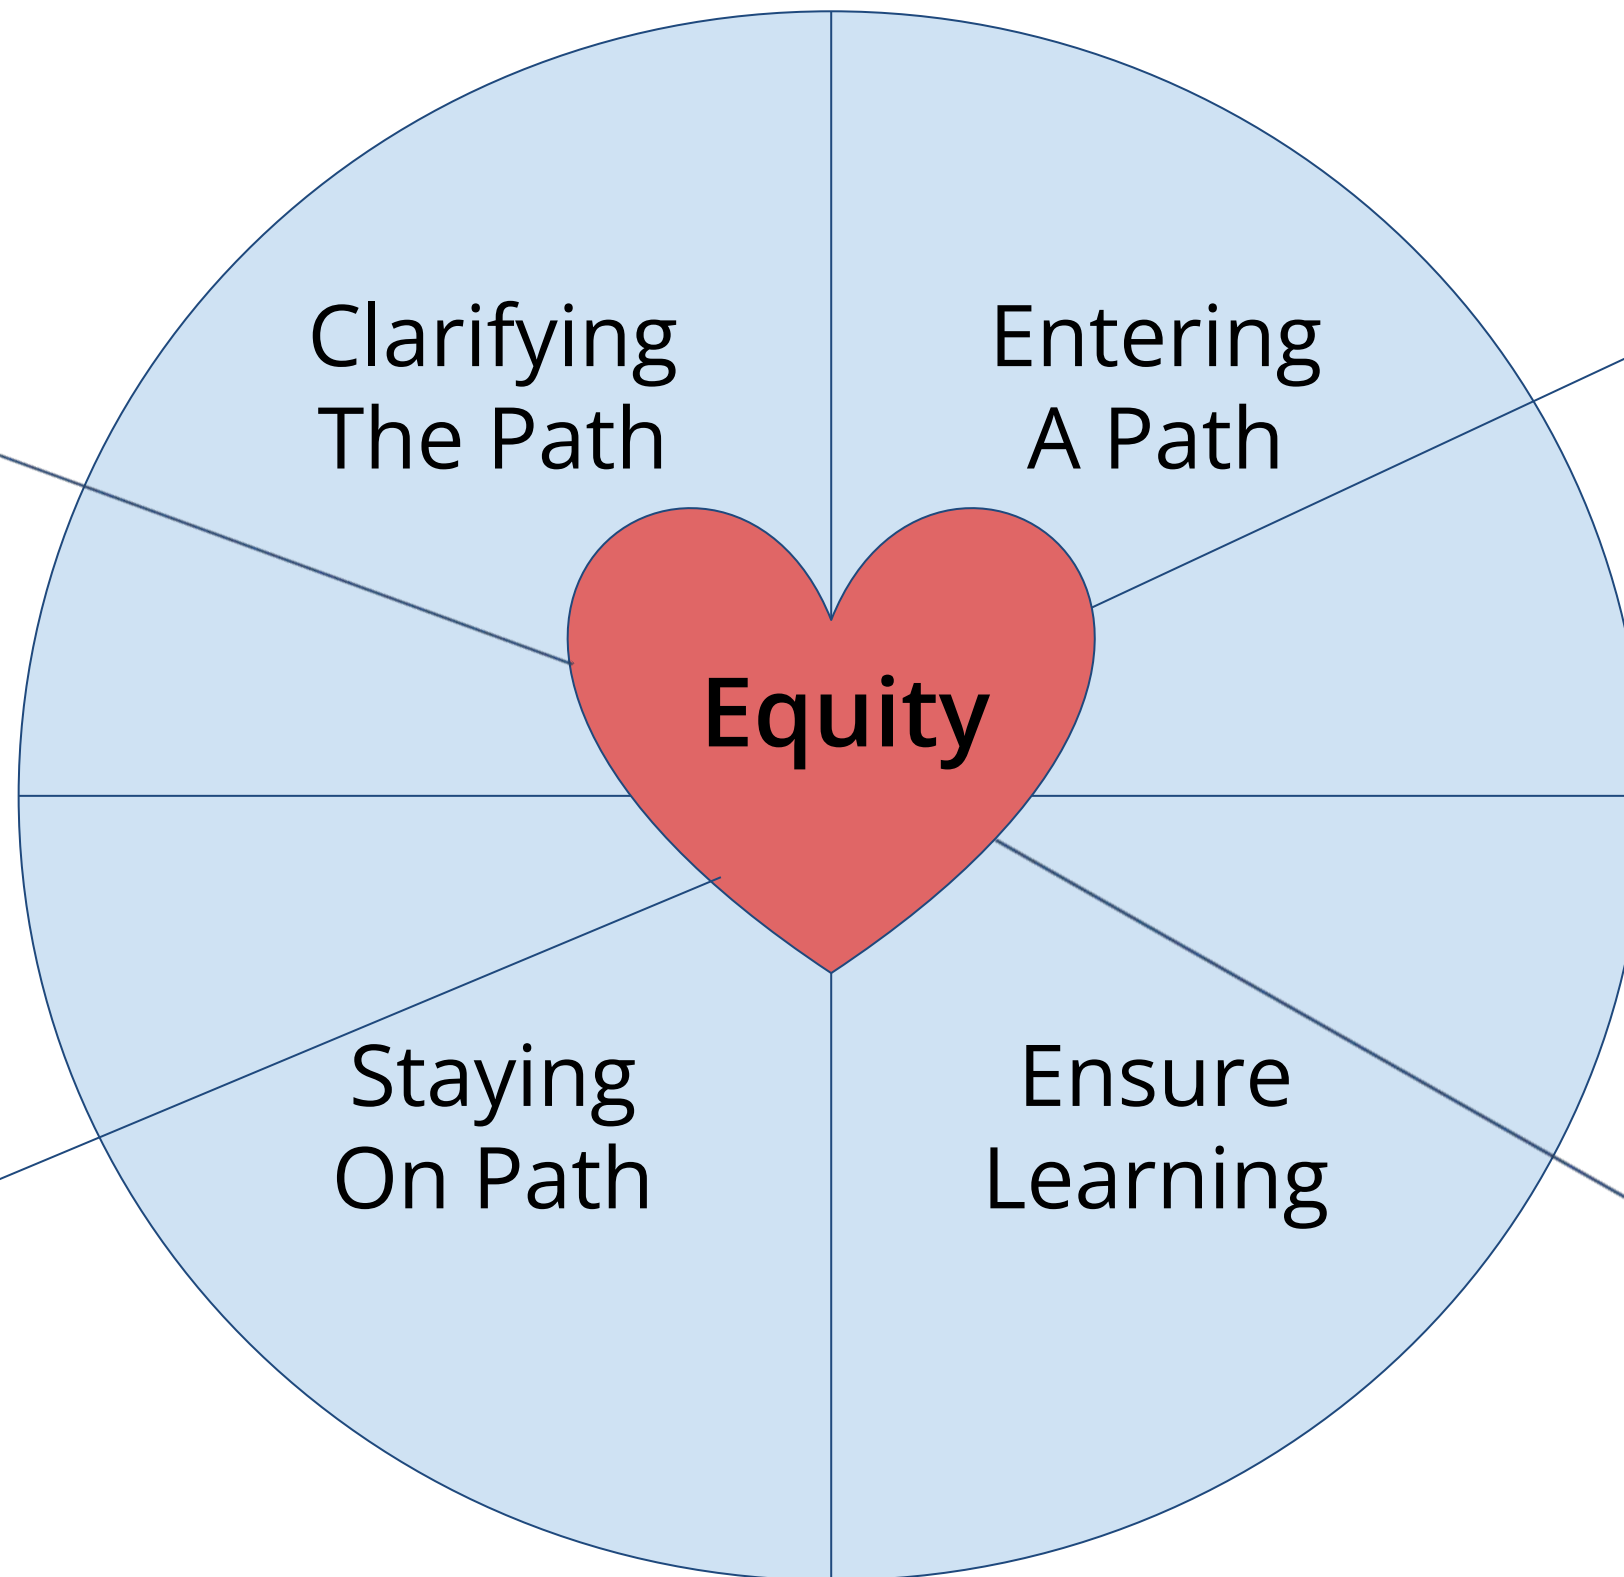 Clarifying
The Path
Entering
A Path
Equity
Staying
On Path
Ensure
Learning